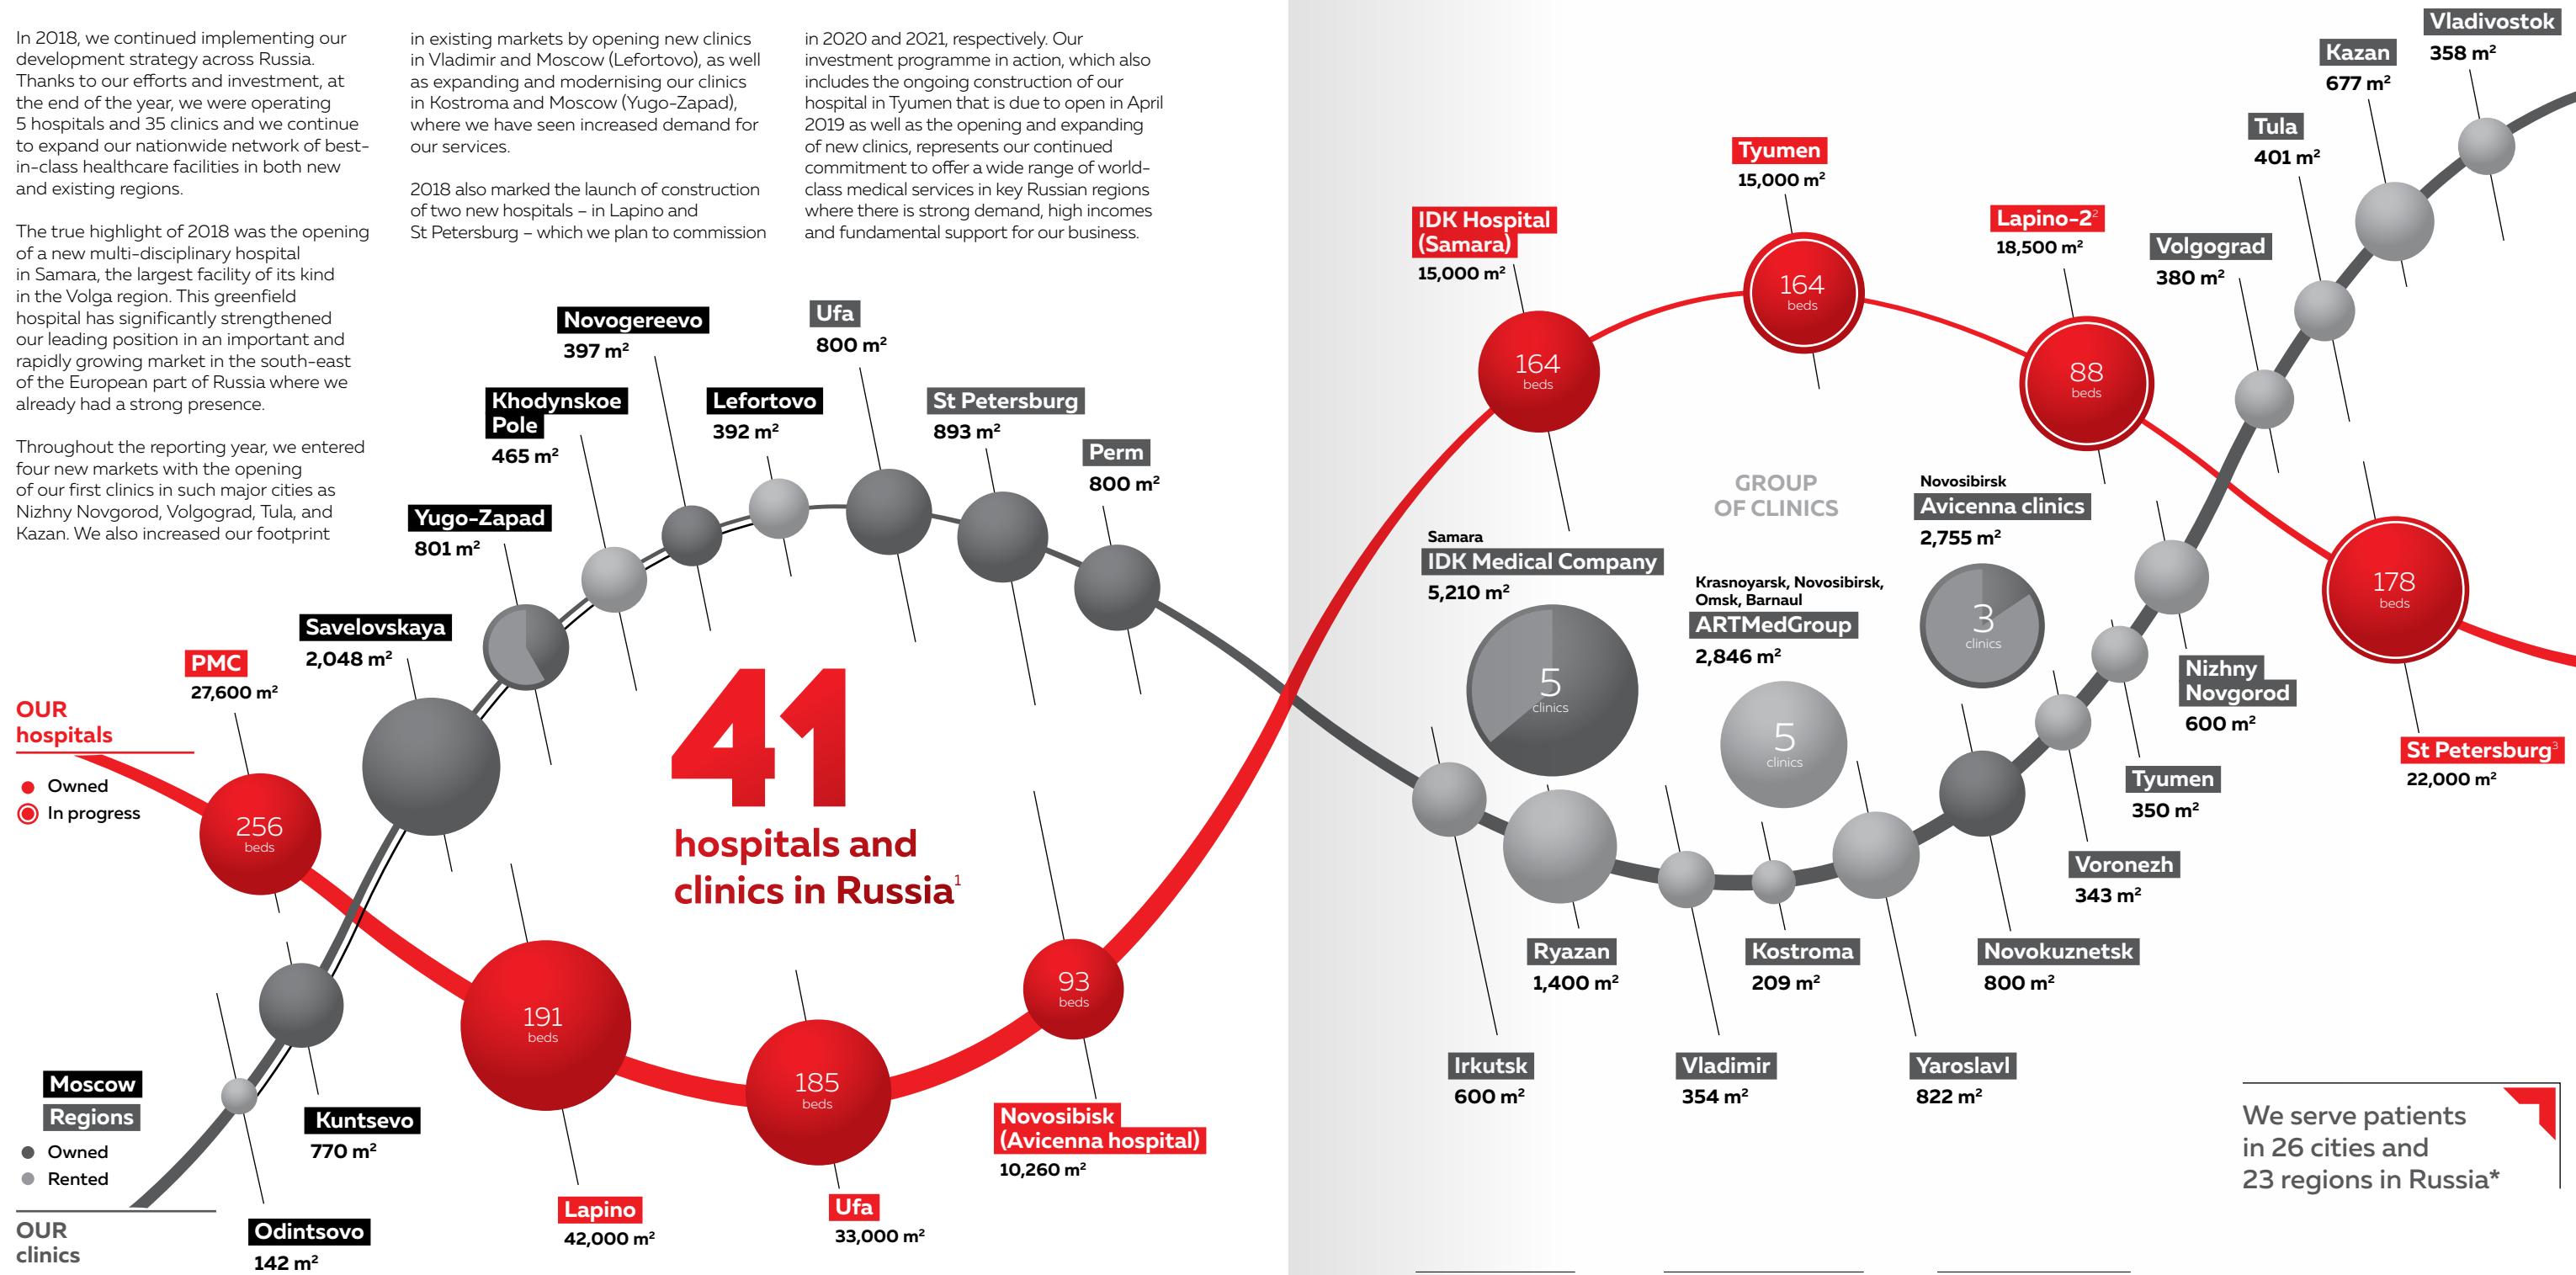 In 2018, we continued implementing our
development strategy across Russia.
Thanks to our efforts and investment, at
the end of the year, we were operating
5 hospitals and 35 clinics and we continue
to expand our nationwide network of best-
in-class healthcare facilities in both new
and existing regions.
The true highlight of 2018 was the opening
of a new multi-disciplinary hospital
in Samara, the largest facility of its kind
in the Volga region. This greenfield
hospital has significantly strengthened
our leading position in an important and
rapidly growing market in the south-east
of the European part of Russia where we
already had a strong presence.
Throughout the reporting year, we entered
four new markets with the opening
of our first clinics in such major cities as
Nizhny Novgorod, Volgograd, Tula, and
Kazan. We also increased our footprint
in existing markets by opening new clinics
in Vladimir and Moscow (Lefortovo), as well
as expanding and modernising our clinics
in Kostroma and Moscow (Yugo-Zapad),
where we have seen increased demand for
our services.
2018 also marked the launch of construction
of two new hospitals – in Lapino and
St Petersburg – which we plan to commission
in 2020 and 2021, respectively. Our
investment programme in action, which also
includes the ongoing construction of our
hospital in Tyumen that is due to open in April
2019 as well as the opening and expanding
of new clinics, represents our continued
commitment to offer a wide range of world-
class medical services in key Russian regions
where there is strong demand, high incomes
and fundamental support for our business.
OUR
hospitals
Owned
In progress
PMC
27,600 m²
256
beds
Lapino
42,000 m²
191
beds
Ufa
33,000 m²
185
beds
Novosibisk
(Avicenna hospital)
10,260 m²
93
beds
IDK Hospital
(Samara)
15,000 m²
164
beds
Tyumen
15,000 m²
164
beds
Lapino-2²
18,500 m²
88
beds
St Petersburg³
22,000 m²
178
beds
41
hospitals and
clinics in Russia¹
Moscow
Regions
Owned
Rented
OUR
clinics
Odintsovo
142 m²
Kuntsevo
770 m²
Savelovskaya
2,048 m²
Yugo-Zapad
801 m²
Khodynskoe
Pole
465 m²
Novogereevo
397 m²
Lefortovo
392 m²
Ufa
800 m²
St Petersburg
893 m²
Perm
800 m²
Irkutsk
600 m²
Ryazan
1,400 m²
Vladimir
354 m²
Kostroma
209 m²
Yaroslavl
822 m²
Novokuznetsk
800 m²
Voronezh
343 m²
Tyumen
350 m²
Nizhny
Novgorod
600 m²
Volgograd
380 m²
Tula
401 m²
Kazan
677 m²
Vladivostok
358 m²
GROUP
OF CLINICS
Samara
IDK Medical Company
5,210 m²
5
clinics
Krasnoyarsk, Novosibirsk,
Omsk, Barnaul
ARTMedGroup
2,846 m²
5
clinics
Novosibirsk
Avicenna clinics
2,755 m²
3
clinics
We serve patients
in 26 cities and
23 regions in Russia*